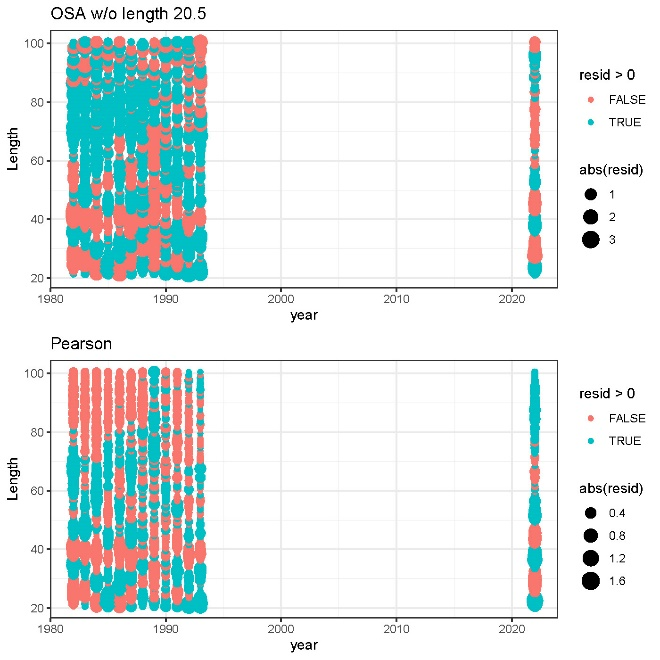 OSA w/o length 20.5
100
80
60
40
20
Length
1980
1990
2000
2010
2020
year
resid > 0
FALSE
TRUE
abs(resid)
1
2
3
Pearson
100
80
60
40
20
Length
1980
1990
2000
2010
2020
year
resid > 0
FALSE
TRUE
abs(resid)
0.4
0.8
1.2
1.6